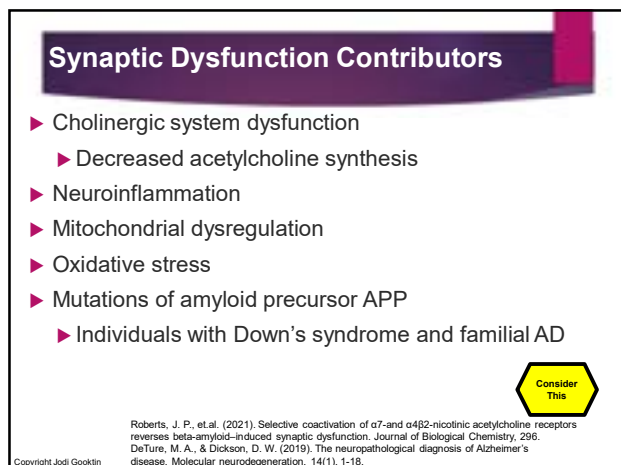 Synaptic Dysfunction Contributors
Cholinergic system dysfunction
Decreased acetylcholine synthesis
Neuroinflammation
Mitochondrial dysregulation
Oxidative stress
Mutations of amyloid precursor APP
Individuals with Down's syndrome and familial AD
Consider
This
Roberts, J. P., et.al. (2021). Selective coactivation of α7-and α4β2-nicotinic acetylcholine receptors
reverses beta-amyloid–induced synaptic dysfunction. Journal of Biological Chemistry, 296.
DeTure, M. A., & Dickson, D. W. (2019). The neuropathological diagnosis of Alzheimer's
disease. Molecular neurodegeneration, 14(1), 1-18.
Copyright Jodi Gooktin